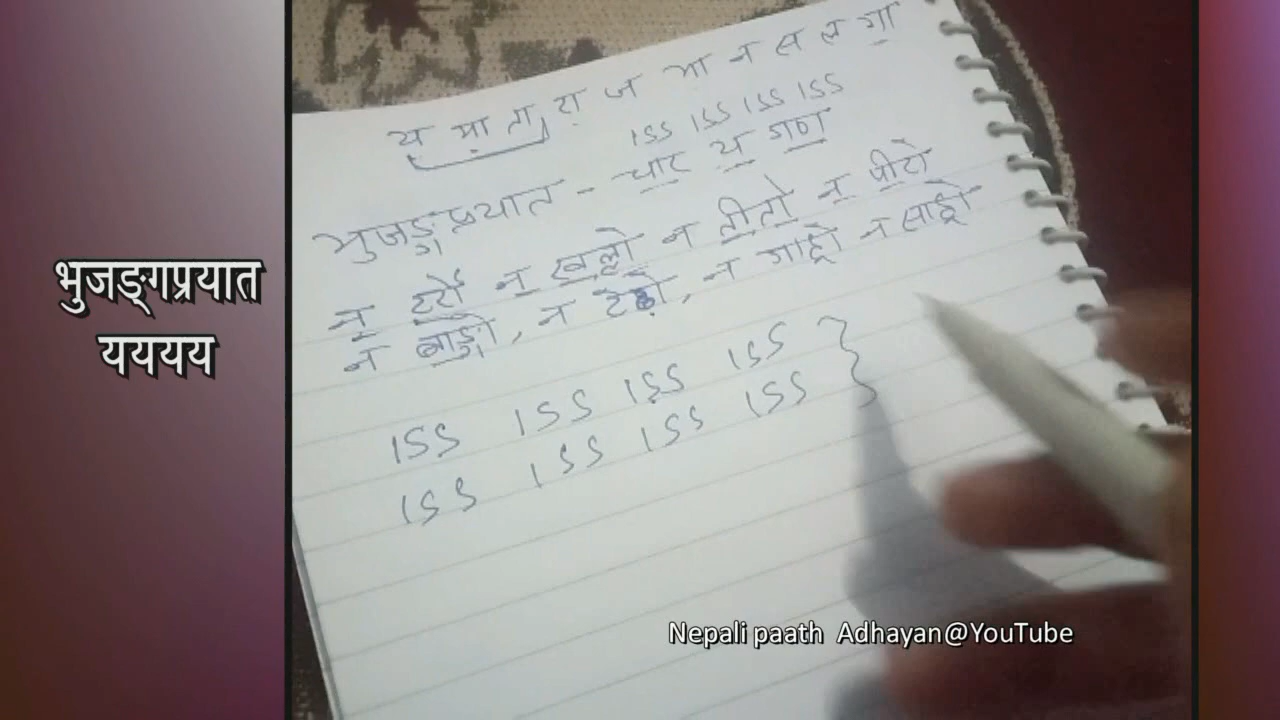 भुजङ्गप्रयात
यययय
य मा ता रा ज भा न स ल गा
ISS ISS ISS ISS
भुजङ्गप्रयात - चार य गण
न टर्रो न खल्लो न तीतो न पीरो
न बाङ्गो, न टेढो, न गाह्रो न साह्रो
ISS ISS ISS ISS
ISS ISS ISS ISS }
Nepali paath Adhayan@YouTube